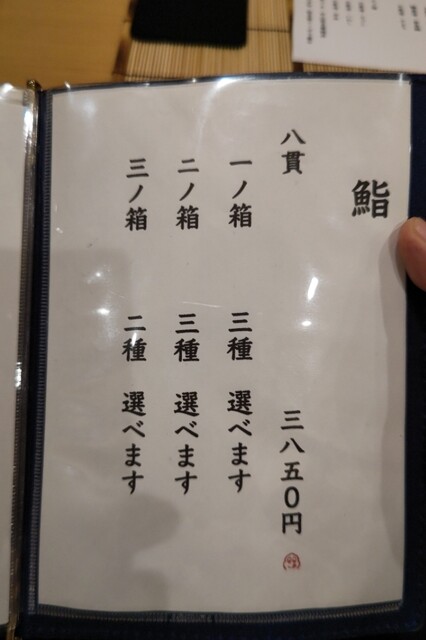 鮨
八貫 三八五〇円
一ノ箱 三種 選べます
二ノ箱 三種 選べます
三ノ箱 二種 選べます